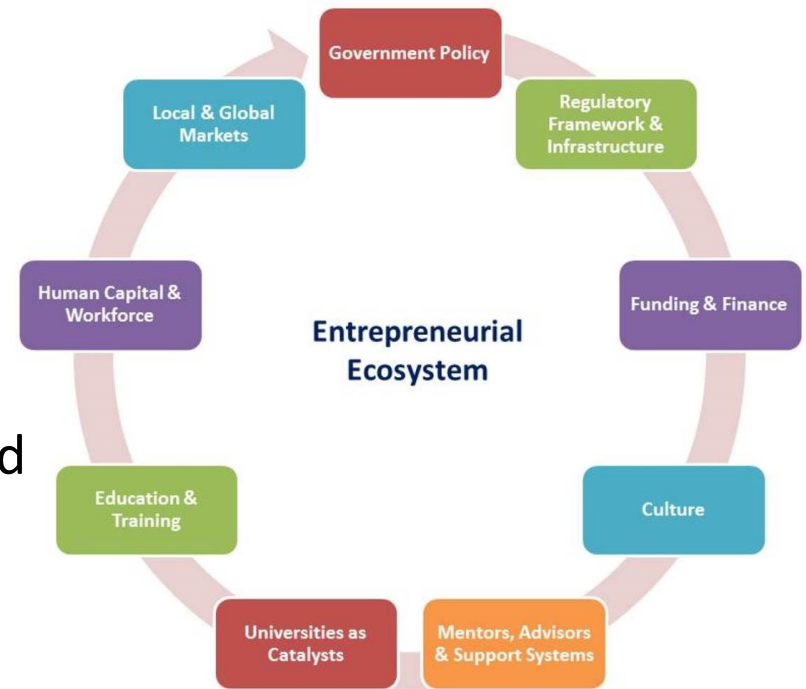 Government Policy
Regulatory
Framework &
Infrastructure
Funding & Finance
Culture
Mentors, Advisors
& Support Systems
Universities as
Catalysts
Education &
Training
Human Capital &
Workforce
Local & Global
Markets
Entrepreneurial
Ecosystem
d